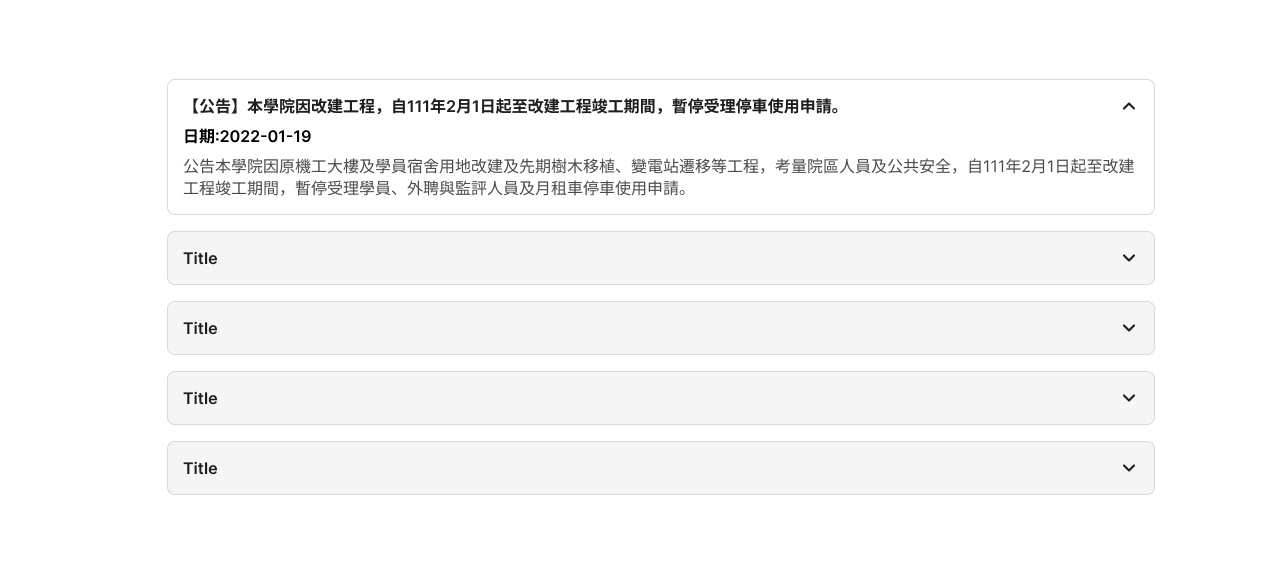 【公告】本學院因改建工程，自111年2月1日起至改建工程竣工期間，暫停受理停車使用申請。
日期:2022-01-19
公告本學院因原機工大樓及學員宿舍用地改建及先期樹木移植、變電站遷移等工程，考量院區人員及公共安全，自111年2月1日起至改建
工程竣工期間，暫停受理學員、外聘與監評人員及月租車停車使用申請。
Title
Title
Title
Title